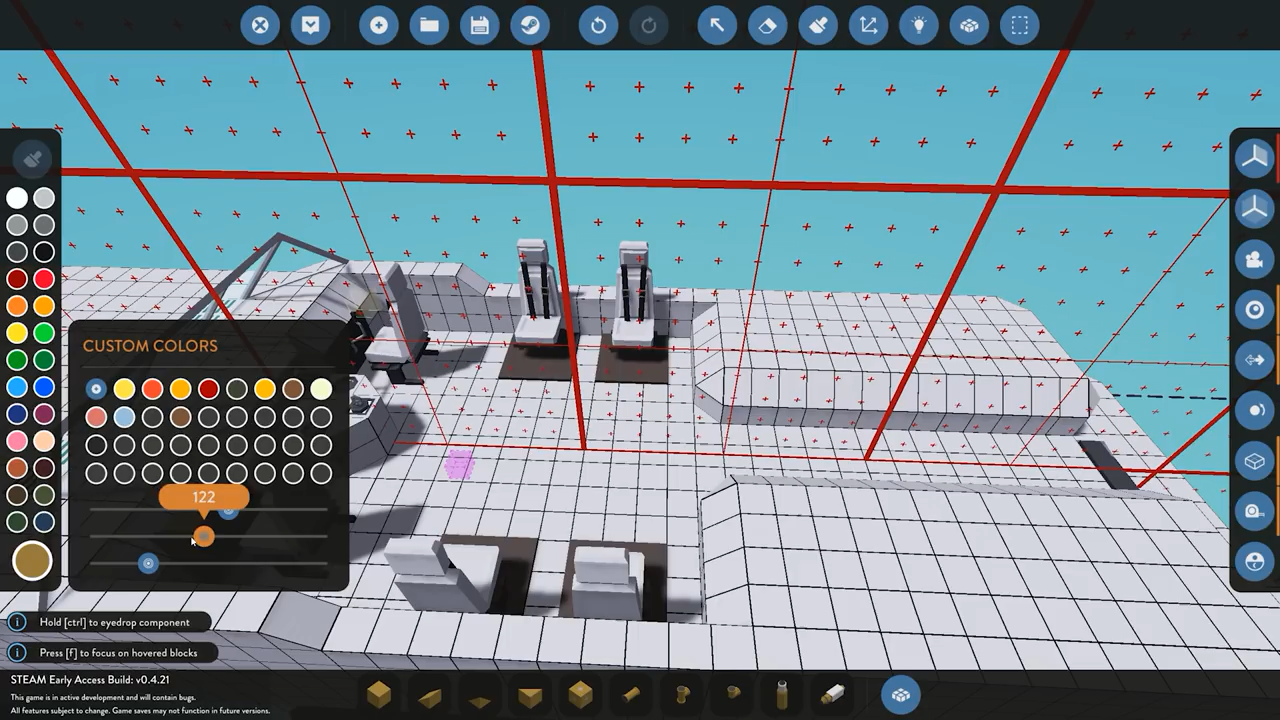 CUSTOM COLORS
122
Hold [ctrl] to eyedrop component
Press [f] to focus on hovered blocks
STEAM Early Access Build: v0.4.21
This game is in active development and will contain bugs.
All features subject to change. Game saves may not function in future versions.